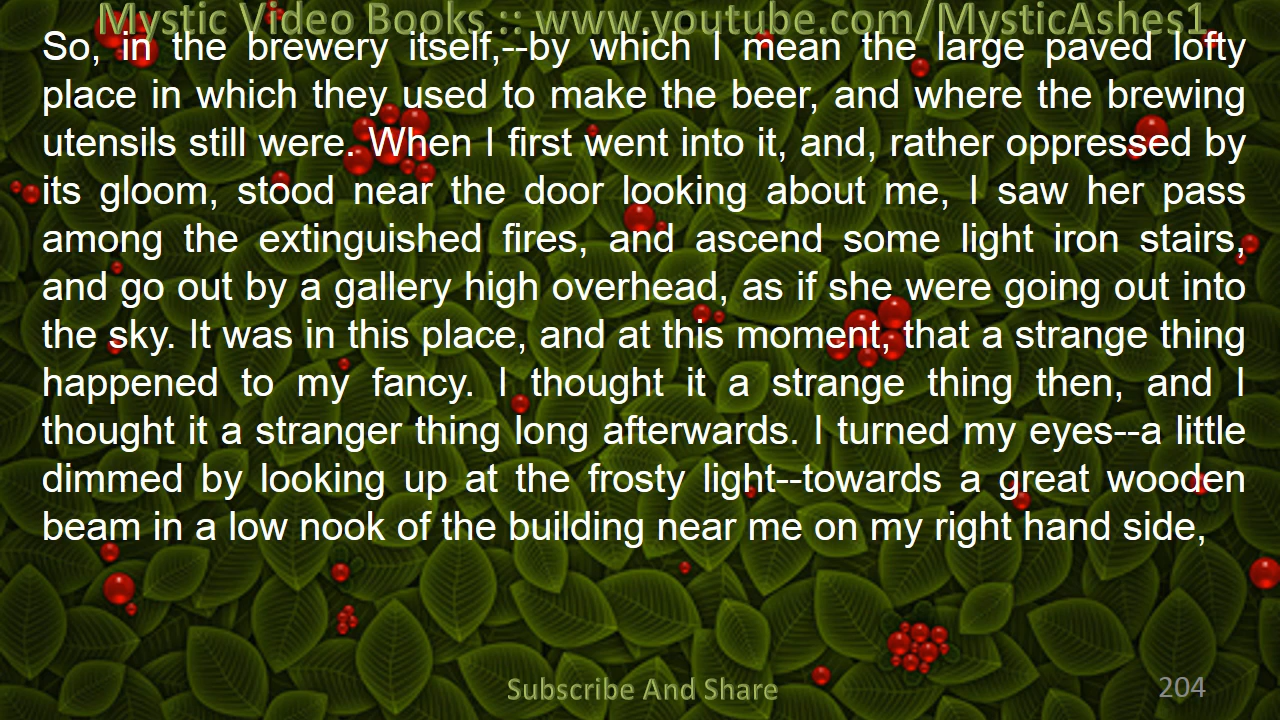 Mystic Video Books :: www.youtube.com/MysticAshes1
So, in the brewery itself,--by which I mean the large paved lofty
place in which they used to make the beer, and where the brewing
utensils still were. When I first went into it, and, rather oppressed by
its gloom, stood near the door looking about me, I saw her pass
among the extinguished fires, and ascend some light iron stairs,
and go out by a gallery high overhead, as if she were going out into
the sky. It was in this place, and at this moment, that a strange thing
happened to my fancy. I thought it a strange thing then, and I
thought it a stranger thing long afterwards. I turned my eyes--a little
dimmed by looking up at the frosty light--towards a great wooden
beam in a low nook of the building near me on my right hand side,
Subscribe And Share
204